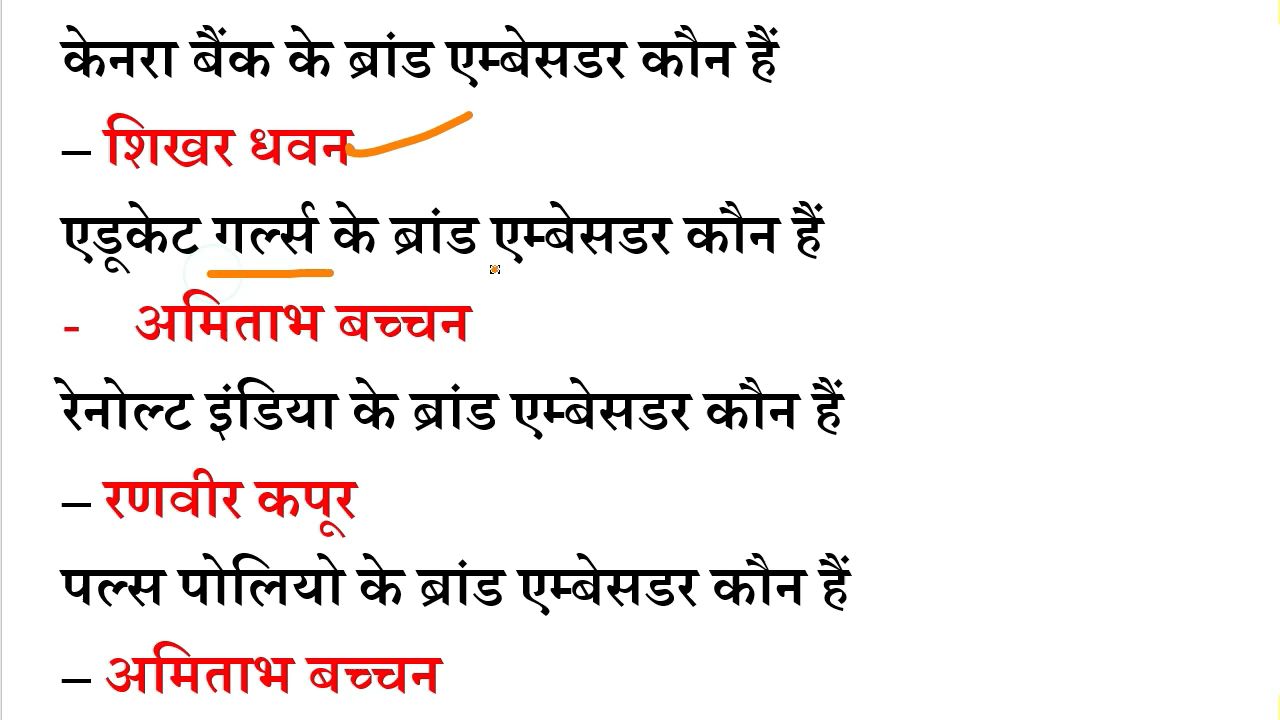 केनरा बैंक के ब्रांड एम्बेसडर कौन हैं
– शिखर धवन
एडूकेट गर्ल्स के ब्रांड एम्बेसडर कौन हैं
- अमिताभ बच्चन
रेनोल्ट इंडिया के ब्रांड एम्बेसडर कौन हैं
– रणवीर कपूर
पल्स पोलियो के ब्रांड एम्बेसडर कौन हैं
– अमिताभ बच्चन